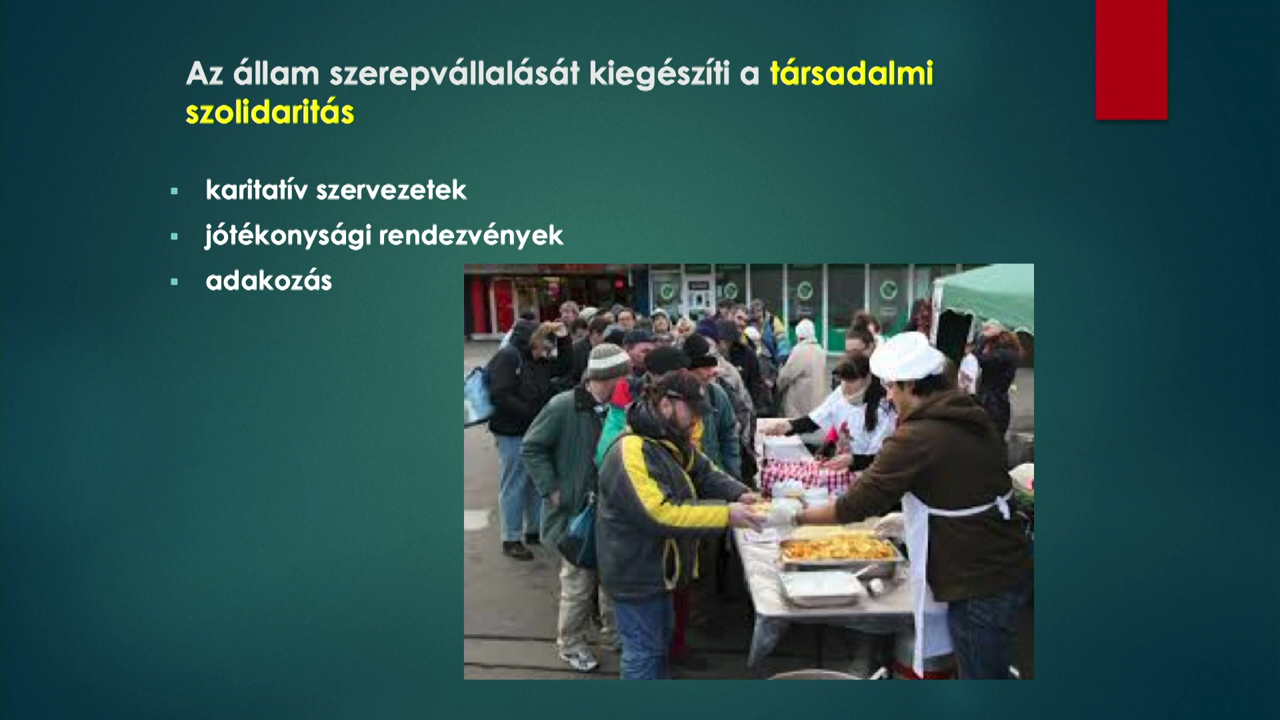 Az állam szerepvállalását kiegészíti a társadalmi
szolidaritás
karitatív szervezetek
jótékonysági rendezvények
adakozás